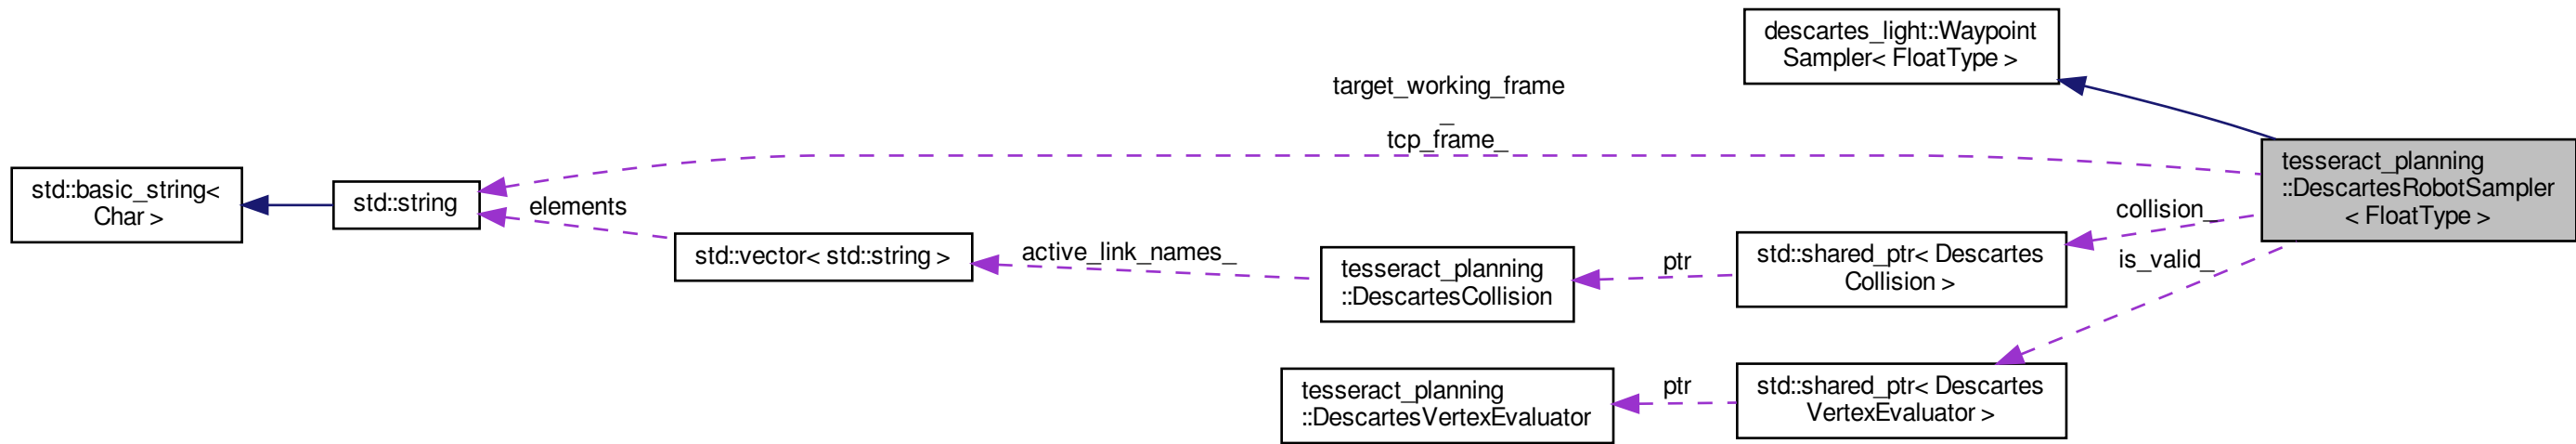 descartes_light::Waypoint
Sampler< FloatType >
target_working_frame
_
tcp_frame_
tesseract_planning
::DescartesRobotSampler
< FloatType >
std::basic_string<
Char >
std::string
elements
collision_
std::vector< std::string >
active_link_names_
tesseract_planning
::DescartesCollision
ptr
std::shared_ptr< Descartes
Collision >
is_valid_
tesseract_planning
::DescartesVertexEvaluator
ptr
std::shared_ptr< Descartes
VertexEvaluator >